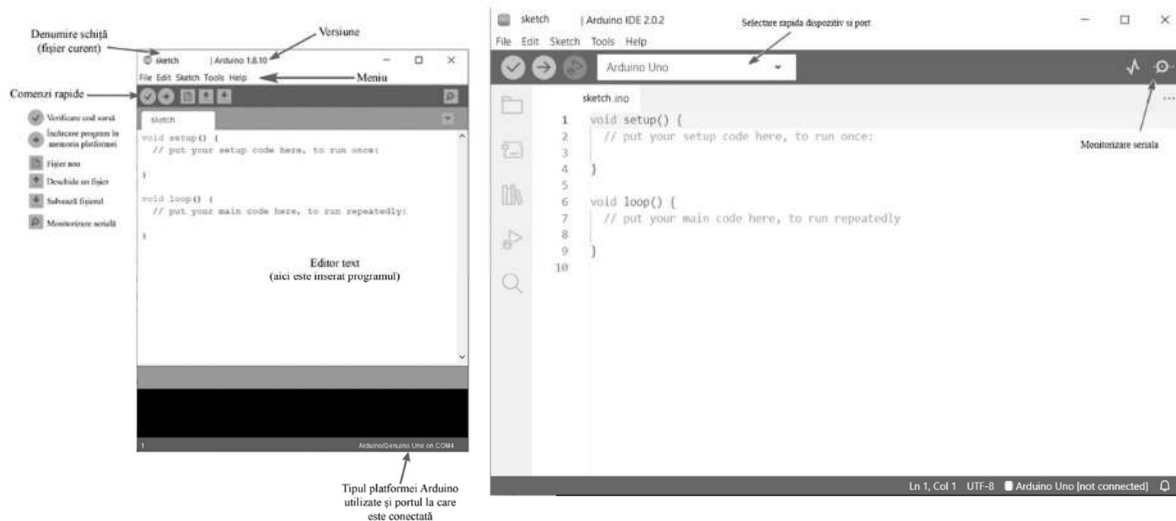 Denumire schiță
(fișier curent)
Versiune
sketch | Arduino 1.8.10
File Edit Sketch Tools Help
Meniu
Comenzi rapide
Verificare cod sursă
Încărcare program în
memoria platformei
Fișier nou
Deschide un fișier
Salvează fișierul
Monitorizare serială
sketch
void setup() {
// put your setup code here, to run once:
}
void loop() {
// put your main code here, to run repeatedly:
}
Editor text
(aici este inserat programul)
1
Arduino/Genuino Uno on COM4
Tipul platformei Arduino
utilizate și portul la care
este conectată
sketch | Arduino IDE 2.0.2
Selectare rapida dispozitiv si port
File Edit Sketch Tools Help
Arduino Uno
sketch.ino
Monitorizare seriala
1 void setup() {
2 // put your setup code here, to run once:
3
4 }
5
6 void loop() {
7 // put your main code here, to run repeatedly
8
9 }
10
Ln 1, Col 1 UTF-8 Arduino Uno [not connected]